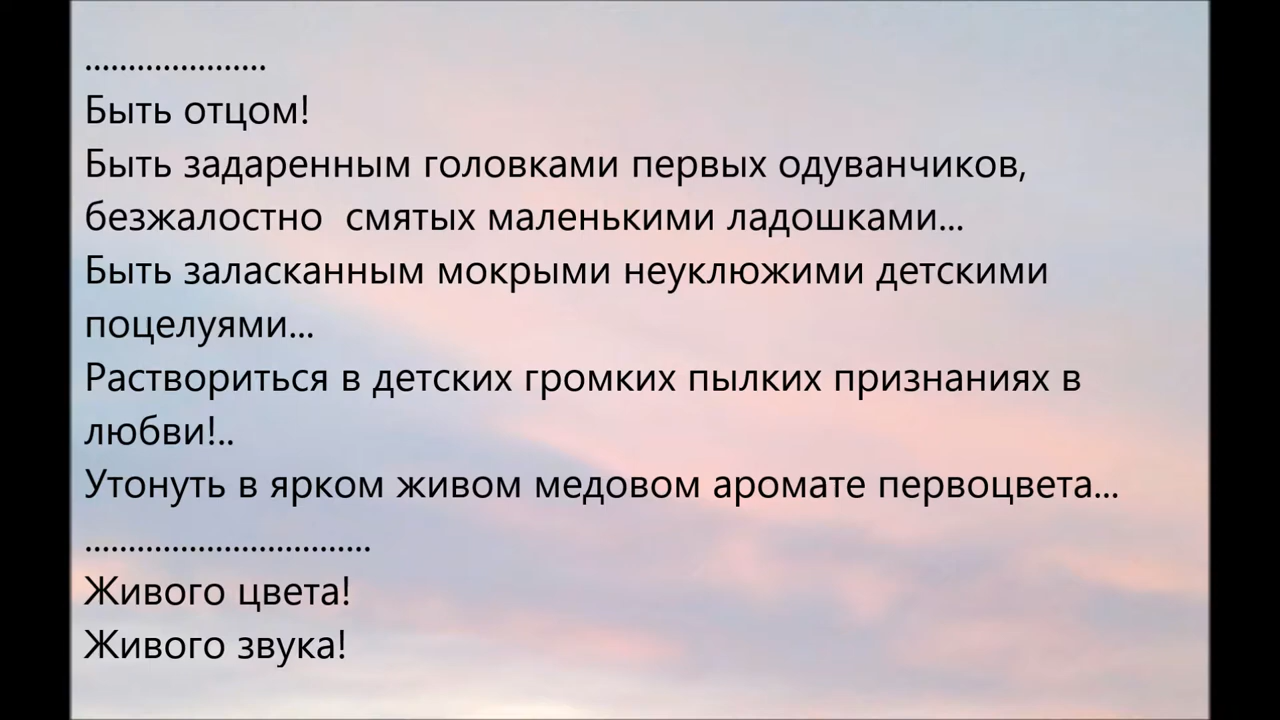 .....................
Быть отцом!
Быть задаренным головками первых одуванчиков,
безжалостно  смятых маленькими ладошками...
Быть заласканным мокрыми неуклюжими детскими
поцелуями...
Раствориться в детских громких пылких признаниях в
любви!..
Утонуть в ярком живом медовом аромате первоцвета...
.................................
Живого цвета!
Живого звука!